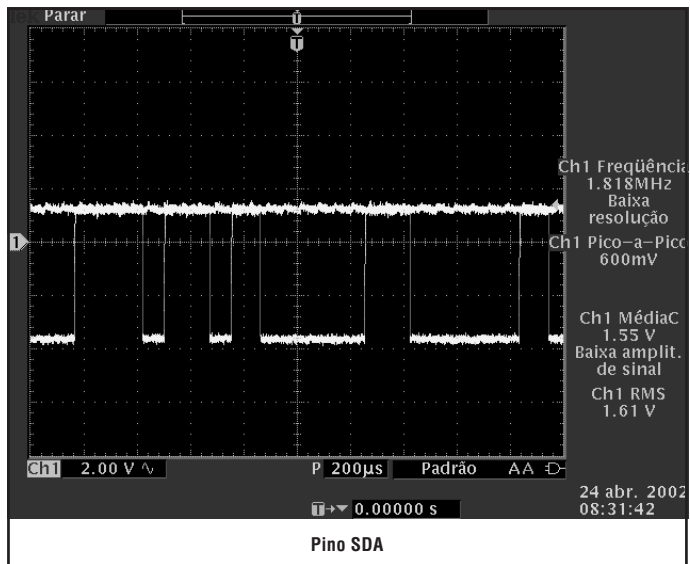 Parar
T
Ch1 Freqüência
1.818MHz
Baixa
resolução
1
Ch1 Pico-a-Pico
600mV
Ch1 MédiaC
1.55 V
Baixa amplit.
de sinal
Ch1 RMS
1.61 V
Ch1 2.00 V P 200µs Padrão AA
24 abr. 2002
T 0.00000 s 08:31:42
Pino SDA